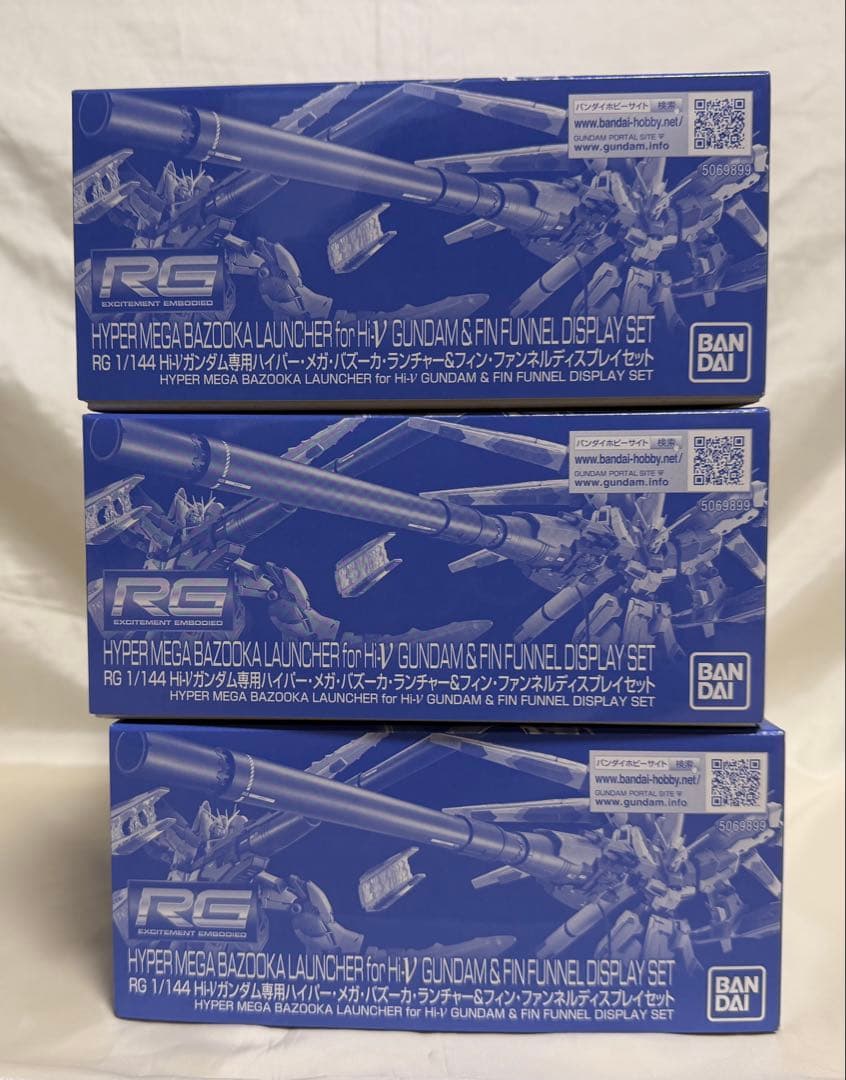 バンダイホビーサイト 検索
www.bandai-hobby.net/
GUNDAM PORTAL SITE
www.gundam.info
5069899
RG
EXCITEMENT EMBODIED
HYPER MEGA BAZOOKA LAUNCHER for Hi-ν GUNDAM & FIN FUNNEL DISPLAY SET
RG 1/144 Hi-νガンダム専用ハイパー・メガ・バズーカ・ランチャー&フィン・ファンネルディスプレイセット
HYPER MEGA BAZOOKA LAUNCHER for Hi-ν GUNDAM & FIN FUNNEL DISPLAY SET
BAN
DAI
バンダイホビーサイト 検索
www.bandai-hobby.net/
GUNDAM PORTAL SITE
www.gundam.info
5069899
RG
EXCITEMENT EMBODIED
HYPER MEGA BAZOOKA LAUNCHER for Hi-ν GUNDAM & FIN FUNNEL DISPLAY SET
RG 1/144 Hi-νガンダム専用ハイパー・メガ・バズーカ・ランチャー&フィン・ファンネルディスプレイセット
HYPER MEGA BAZOOKA LAUNCHER for Hi-ν GUNDAM & FIN FUNNEL DISPLAY SET
BAN
DAI
バンダイホビーサイト 検索
www.bandai-hobby.net/
GUNDAM PORTAL SITE
www.gundam.info
5069899
RG
EXCITEMENT EMBODIED
HYPER MEGA BAZOOKA LAUNCHER for Hi-ν GUNDAM & FIN FUNNEL DISPLAY SET
RG 1/144 Hi-νガンダム専用ハイパー・メガ・バズーカ・ランチャー&フィン・ファンネルディスプレイセット
HYPER MEGA BAZOOKA LAUNCHER for Hi-ν GUNDAM & FIN FUNNEL DISPLAY SET
BAN
DAI